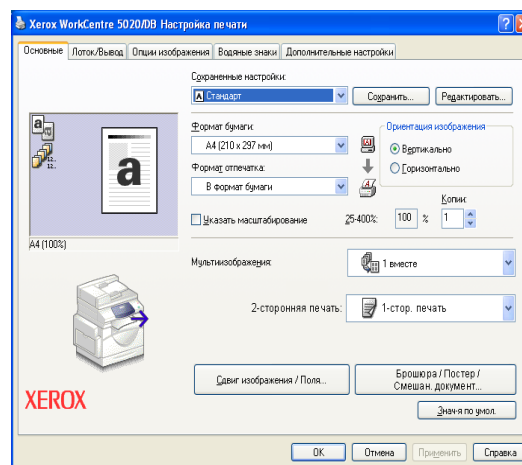 Xerox WorkCentre 5020/DB Настройка печати
Основные Лоток/Вывод Опции изображения Водяные знаки Дополнительные настройки
Сохраненные настройки:
Стандарт Сохранить... Редактировать...
Формат бумаги: Ориентация изображения
A4 (210 x 297 мм) Вертикально
Формат отпечатка: Горизонтально
В формат бумаги
Копии:
Указать масштабирование 25-400%: 100 % 1
A4 (100%)
Мультиизображения: 1 вместе
2-сторонняя печать: 1-стор. печать
Сдвиг изображения / Поля... Брошюра / Постер /
Смешан. документ...
XEROX
Знач-я по умол.
OK Отмена Применить Справка